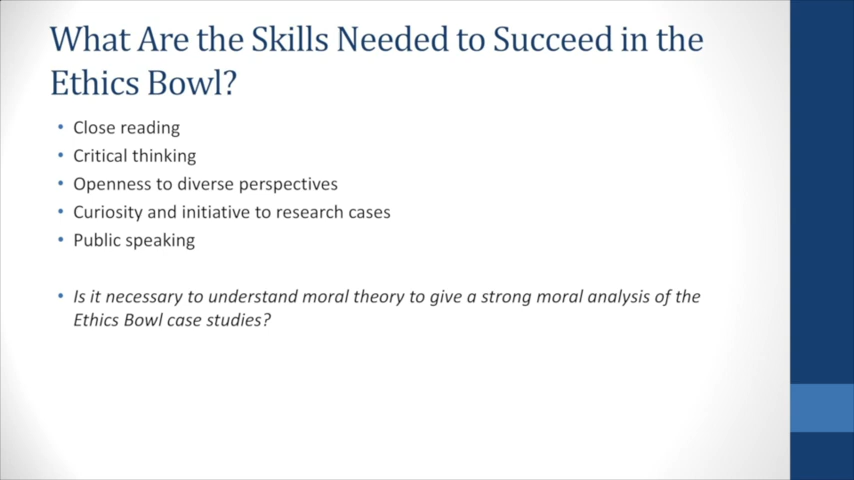 What Are the Skills Needed to Succeed in the
Ethics Bowl?
• Close reading
• Critical thinking
• Openness to diverse perspectives
• Curiosity and initiative to research cases
• Public speaking
• Is it necessary to understand moral theory to give a strong moral analysis of the
Ethics Bowl case studies?